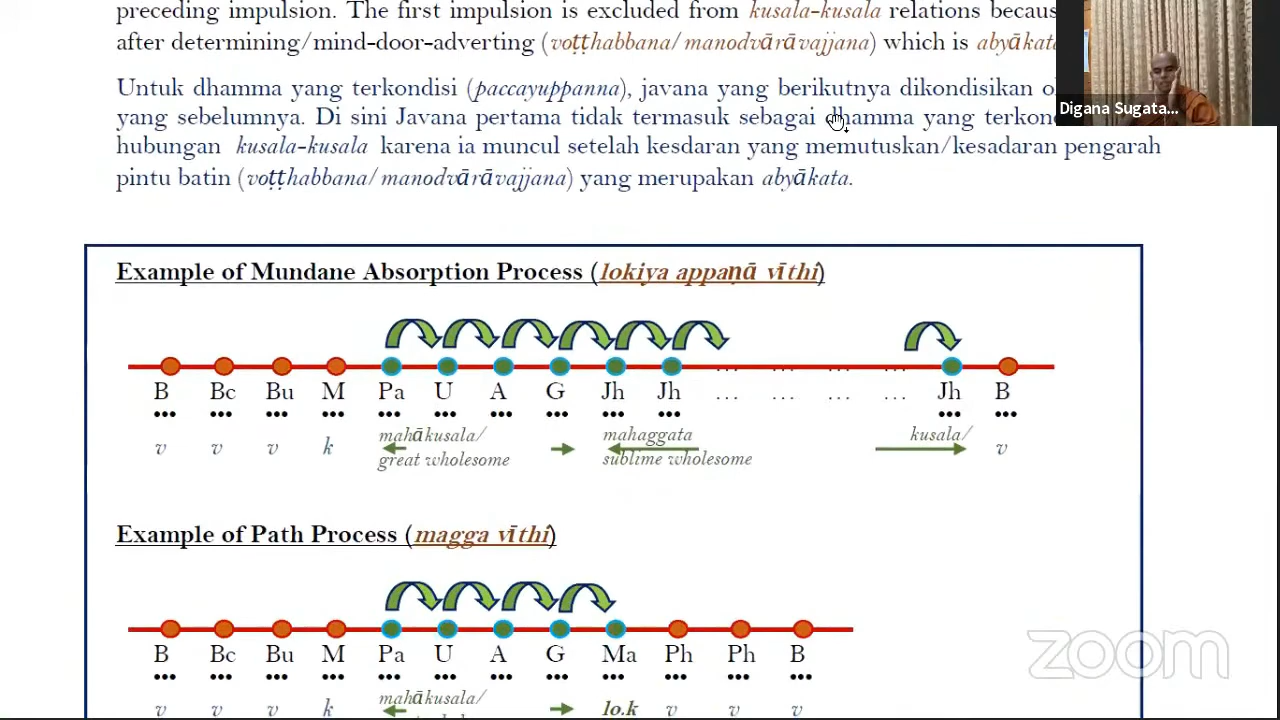 preceding impulsion. The first impulsion is excluded from kusala-kusala relations becaus
after determining/mind-door-adverting (voṭṭhabbana/manodvārāvajjana) which is abyākat
Digana Sugata...
Untuk dhamma yang terkondisi (paccayuppanna), javana yang berikutnya dikondisikan o
yang sebelumnya. Di sini Javana pertama tidak termasuk sebagai dhamma yang terkon
hubungan kusala-kusala karena ia muncul setelah kesdaran yang memutuskan/kesadaran pengarah
pintu batin (voṭṭhabbana/manodvārāvajjana) yang merupakan abyākata.
Example of Mundane Absorption Process (lokiya appaṇā vīthi)
... ... ... ...
B Bc Bu M Pa U A G Jh Jh ... ... ... ... Jh B
••• ••• ••• ••• ••• ••• ••• ••• ••• ••• ••• •••
v v v k mahākusala/ mahaggata kusala/ v
great wholesome sublime wholesome
Example of Path Process (magga vīthi)
B Bc Bu M Pa U A G Ma Ph Ph B
••• ••• ••• ••• ••• ••• ••• ••• ••• ••• ••• •••
v v v k mahākusala/ lo.k v v v
zoom